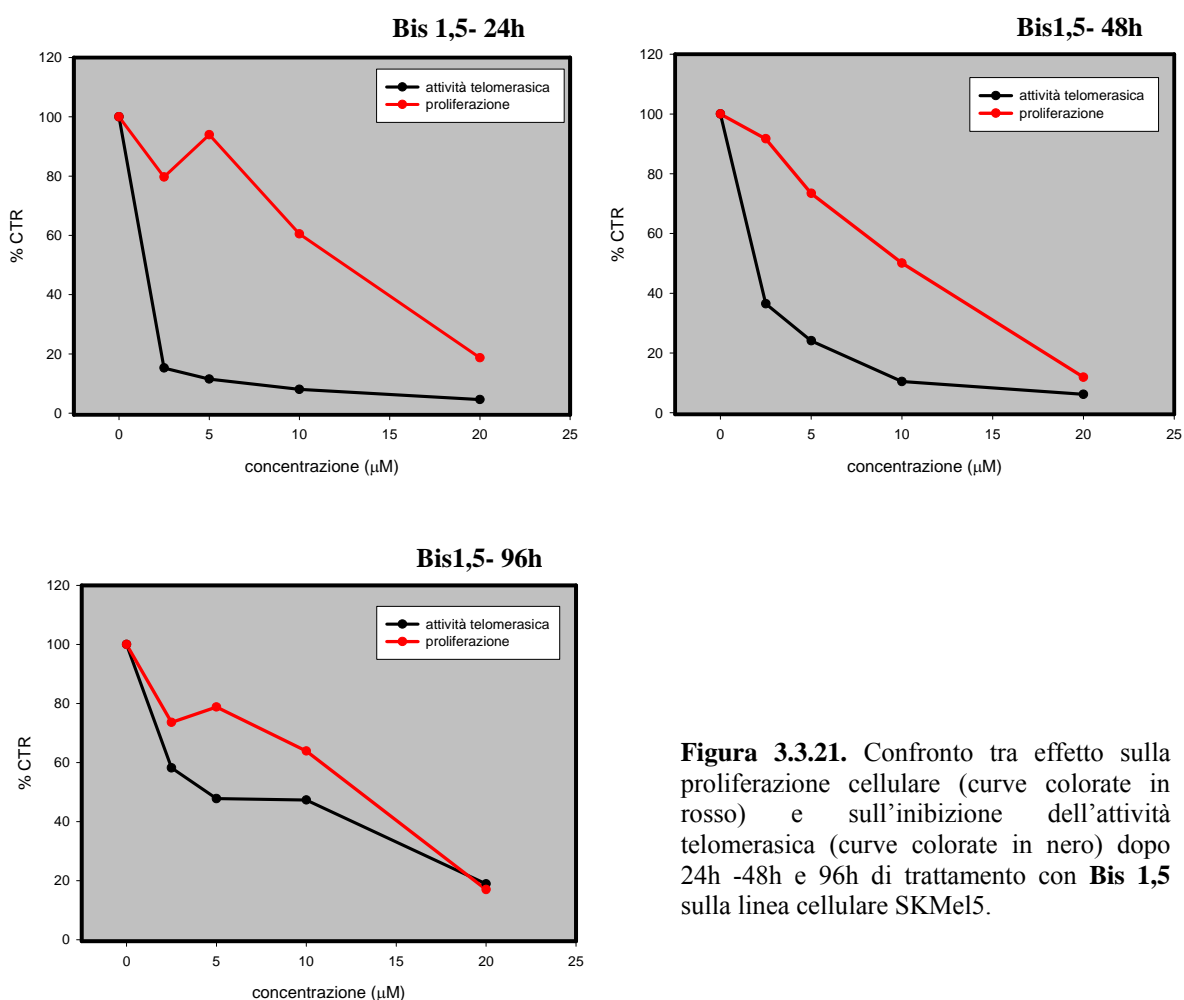 Bis 1,5- 24h
120
100
80
60
40
20
0
% CTR
attività telomerasica
proliferazione
0 5 10 15 20 25
concentrazione (µM)
Bis1,5- 48h
120
100
80
60
40
20
0
% CTR
attività telomerasica
proliferazione
0 5 10 15 20 25
concentrazione (µM)
Bis1,5- 96h
120
100
80
60
40
20
0
% CTR
attività telomerasica
proliferazione
0 5 10 15 20 25
concentrazione (µM)
Figura 3.3.21. Confronto tra effetto sulla
proliferazione cellulare (curve colorate in
rosso) e sull’inibizione dell’attività
telomerasica (curve colorate in nero) dopo
24h -48h e 96h di trattamento con Bis 1,5
sulla linea cellulare SKMel5.